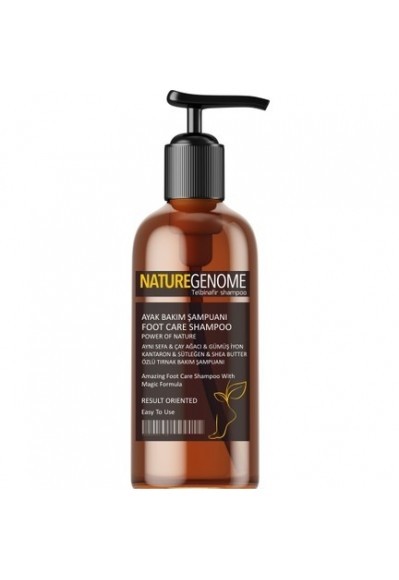 NATUREGENOME
Telbinafir shampoo
AYAK BAKIM ŞAMPUANI
FOOT CARE SHAMPOO
POWER OF NATURE
AYNI SEFA & ÇAY AĞACI & GÜMÜŞ İYON
KANTARON & SÜTLEĞEN & SHEA BUTTER
ÖZLÜ TIRNAK BAKIM ŞAMPUANI
Amazing Foot Care Shampoo With
Magic Formula
RESULT ORIENTED
Easy To Use